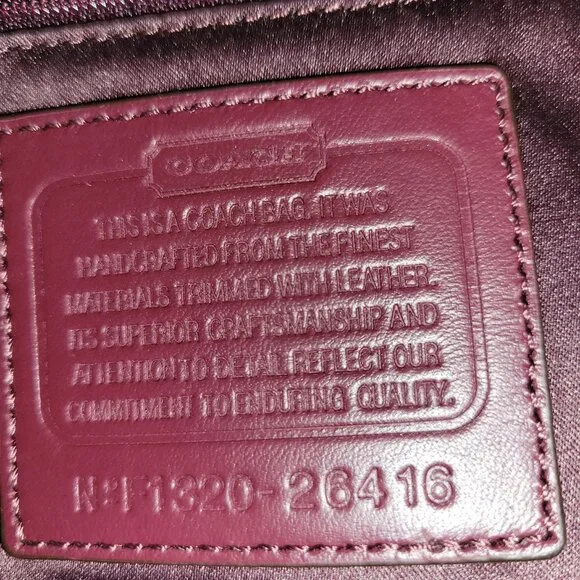 COACH
THIS IS A COACH BAG. IT WAS
HANDCRAFTED FROM THE FINEST
MATERIALS TRIMMED WITH LEATHER.
ITS SUPERIOR CRAFTSMANSHIP AND
ATTENTION TO DETAIL REFLECT OUR
COMMITMENT TO ENDURING QUALITY.
Nº F1320-26416